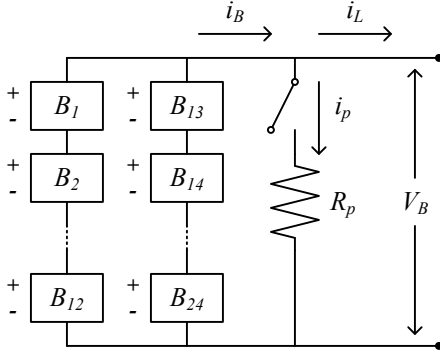 i_B
i_L
+ B_1 + B_13
- -
i_p
+ B_2 + B_14
- -
R_p
V_B
+ B_12 + B_24
- -